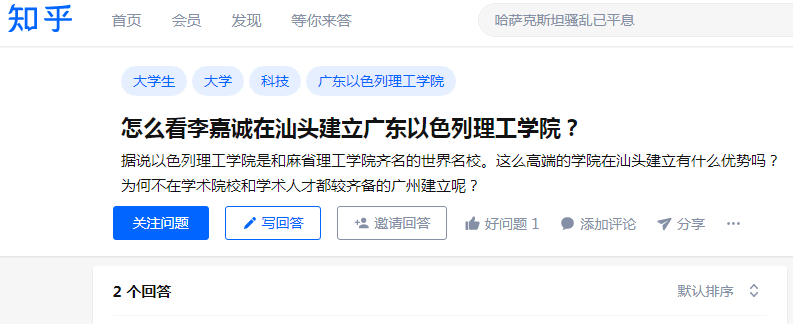 知乎 首页 会员 发现 等你来答 哈萨克斯坦骚乱已平息
大学生 大学 科技 广东以色列理工学院
怎么看李嘉诚在汕头建立广东以色列理工学院？
据说以色列理工学院是和麻省理工学院齐名的世界名校。这么高端的学院在汕头建立有什么优势吗？
为何不在学术院校和学术人才都较齐备的广州建立呢？
关注问题 写回答 邀请回答 好问题 1 添加评论 分享 ···
2 个回答 默认排序